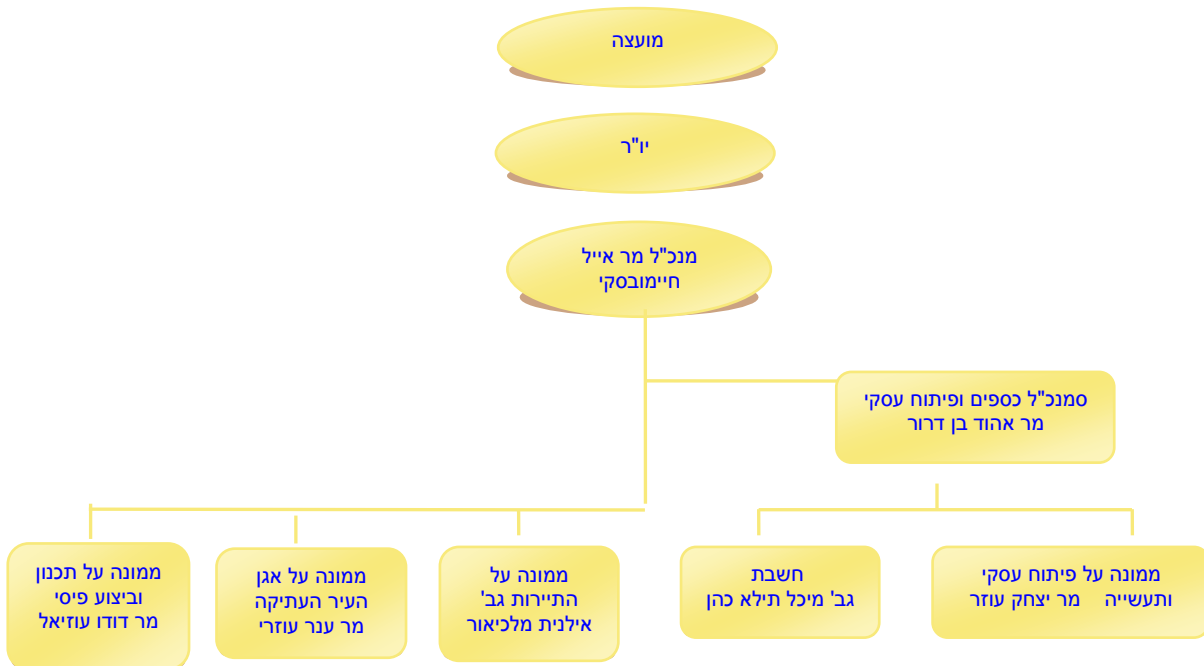 מועצה
יו"ר
מנכ"ל מר אייל
חיימובסקי
סמנכ"ל כספים ופיתוח עסקי
מר אהוד בן דרור
ממונה על פיתוח עסקי
ותעשייה מר יצחק עוזר
חשבת
גב' מיכל תילא כהן
ממונה על
התיירות גב'
אילנית מלכיאור
ממונה על אגן
העיר העתיקה
מר ענר עוזרי
ממונה על תכנון
וביצוע פיסי
מר דודו עוזיאל